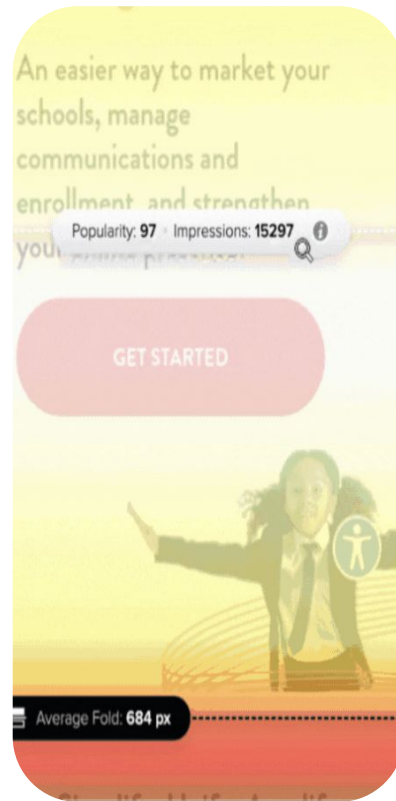 An easier way to market your
schools, manage
communications and
enrollment, and strengthen
Popularity: 97 · Impressions: 15297
GET STARTED
Average Fold: 684 px